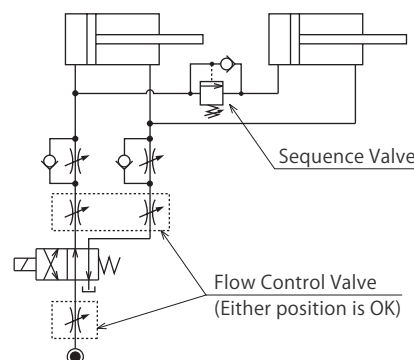 Sequence Valve
Flow Control Valve
(Either position is OK)